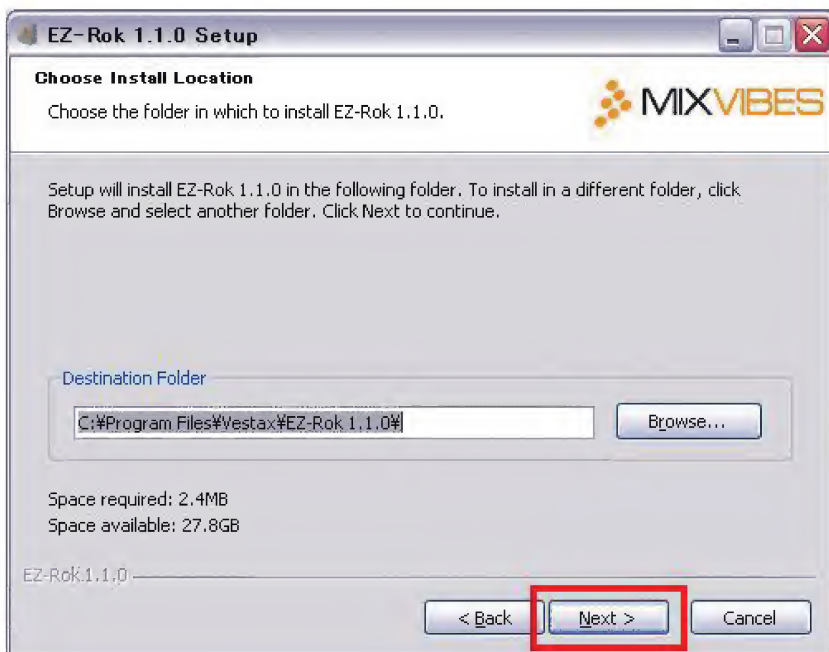 EZ-Rok 1.1.0 Setup
Choose Install Location
Choose the folder in which to install EZ-Rok 1.1.0.
MIXVIBES
Setup will install EZ-Rok 1.1.0 in the following folder. To install in a different folder, click
Browse and select another folder. Click Next to continue.
Destination Folder
C:¥Program Files¥Vestax¥EZ-Rok 1.1.0¥
Browse...
Space required: 2.4MB
Space available: 27.8GB
EZ-Rok 1.1.0
< Back
Next >
Cancel